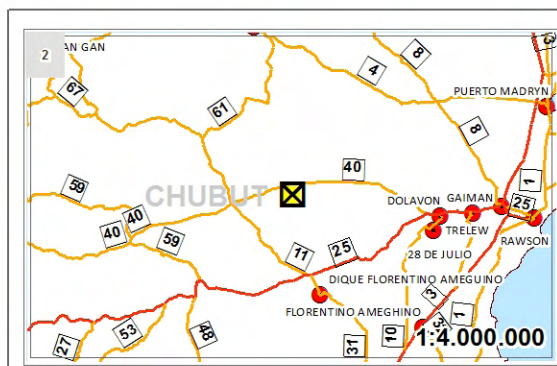 2
AN GAN
67
61
4
8
3
PUERTO MADRYN
8
1
59
CHUBUT
40
40
40
59
DOLAVON
GAIMAN
25
TRELEW
RAWSON
28 DE JULIO
11
25
DIQUE FLORENTINO AMEGUINO
FLORENTINO AMEGHINO
3
1
27
53
48
31
10
1:4.000.000